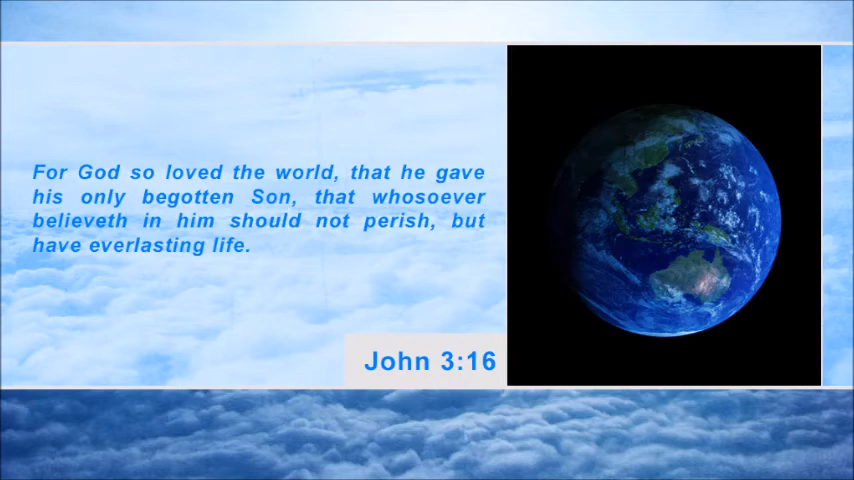 For God so loved the world, that he gave
his only begotten Son, that whosoever
believeth in him should not perish, but
have everlasting life.
John 3:16